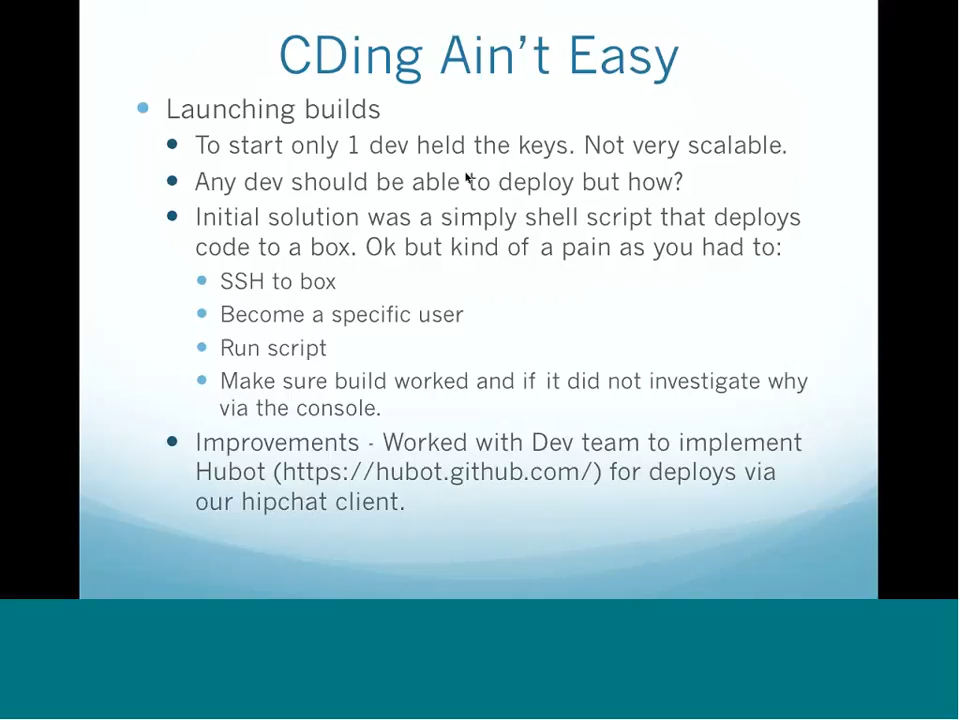 CDing Ain't Easy
Launching builds
To start only 1 dev held the keys. Not very scalable.
Any dev should be able to deploy but how?
Initial solution was a simply shell script that deploys
code to a box. Ok but kind of a pain as you had to:
SSH to box
Become a specific user
Run script
Make sure build worked and if it did not investigate why
via the console.
Improvements - Worked with Dev team to implement
Hubot (https://hubot.github.com/) for deploys via
our hipchat client.